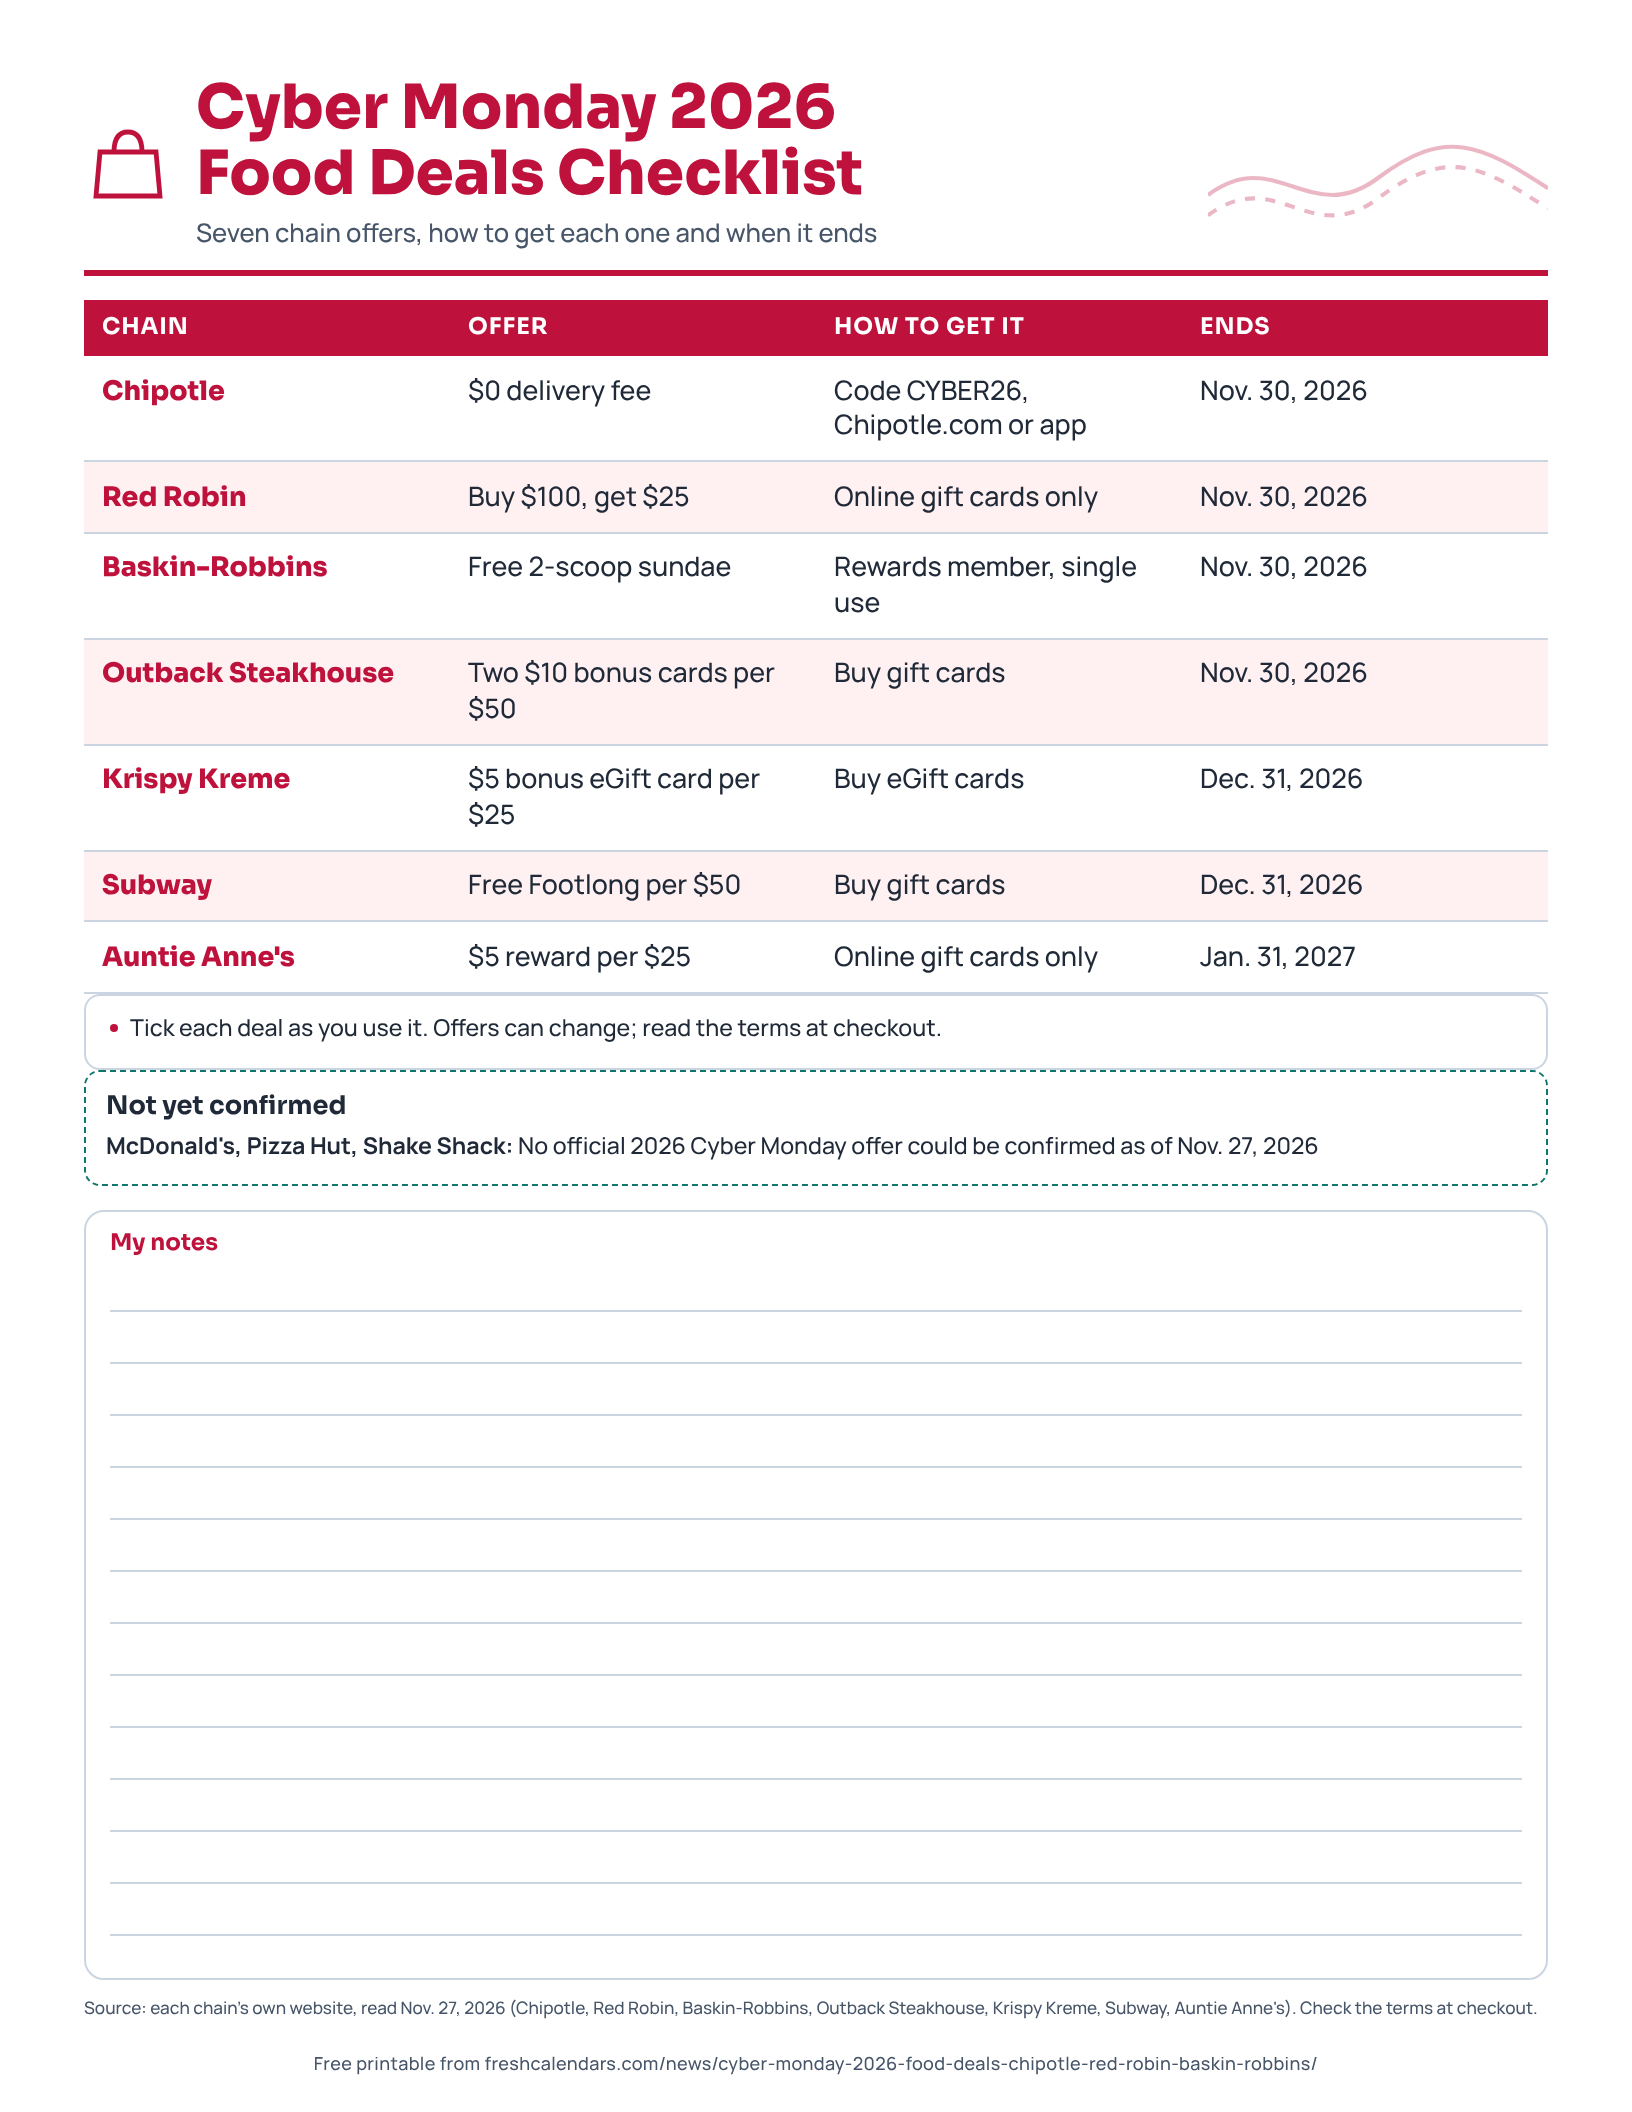 Cyber Monday 2026
Food Deals Checklist
Seven chain offers, how to get each one and when it ends
CHAIN OFFER HOW TO GET IT ENDS
Chipotle $0 delivery fee Code CYBER26, Nov. 30, 2026
Chipotle.com or app
Red Robin Buy $100, get $25 Online gift cards only Nov. 30, 2026
Baskin-Robbins Free 2-scoop sundae Rewards member, single Nov. 30, 2026
use
Outback Steakhouse Two $10 bonus cards per Buy gift cards Nov. 30, 2026
$50
Krispy Kreme $5 bonus eGift card per Buy eGift cards Dec. 31, 2026
$25
Subway Free Footlong per $50 Buy gift cards Dec. 31, 2026
Auntie Anne's $5 reward per $25 Online gift cards only Jan. 31, 2027
• Tick each deal as you use it. Offers can change; read the terms at checkout.
Not yet confirmed
McDonald's, Pizza Hut, Shake Shack: No official 2026 Cyber Monday offer could be confirmed as of Nov. 27, 2026
My notes
Source: each chain's own website, read Nov. 27, 2026 (Chipotle, Red Robin, Baskin-Robbins, Outback Steakhouse, Krispy Kreme, Subway, Auntie Anne's). Check the terms at checkout.
Free printable from freshcalendars.com/news/cyber-monday-2026-food-deals-chipotle-red-robin-baskin-robbins/